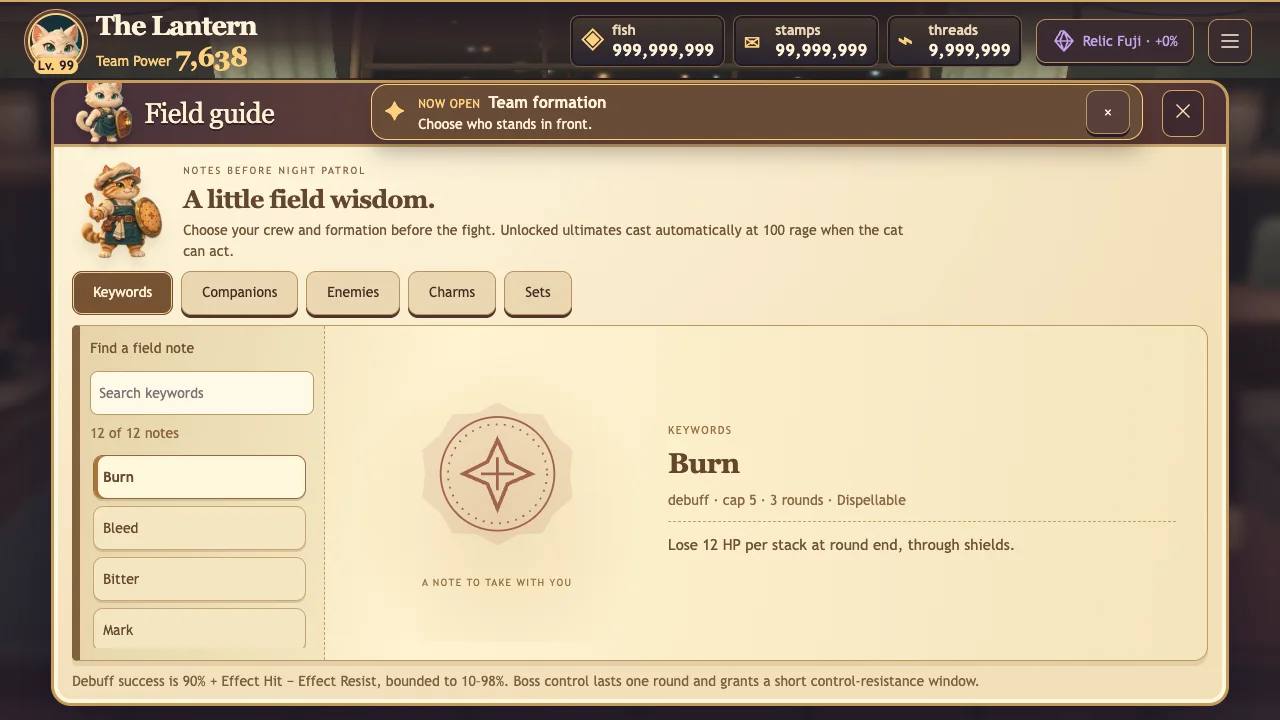 The Lantern
Lv. 99
Team Power 7,638
fish
999,999,999
stamps
99,999,999
threads
9,999,999
Relic Fuji · +0%
Field guide
NOW OPEN Team formation
Choose who stands in front.
×
NOTES BEFORE NIGHT PATROL
A little field wisdom.
Choose your crew and formation before the fight. Unlocked ultimates cast automatically at 100 rage when the cat
can act.
Keywords
Companions
Enemies
Charms
Sets
Find a field note
Search keywords
12 of 12 notes
Burn
Bleed
Bitter
Mark
A NOTE TO TAKE WITH YOU
KEYWORDS
Burn
debuff · cap 5 · 3 rounds · Dispellable
Lose 12 HP per stack at round end, through shields.
Debuff success is 90% + Effect Hit − Effect Resist, bounded to 10–98%. Boss control lasts one round and grants a short control-resistance window.